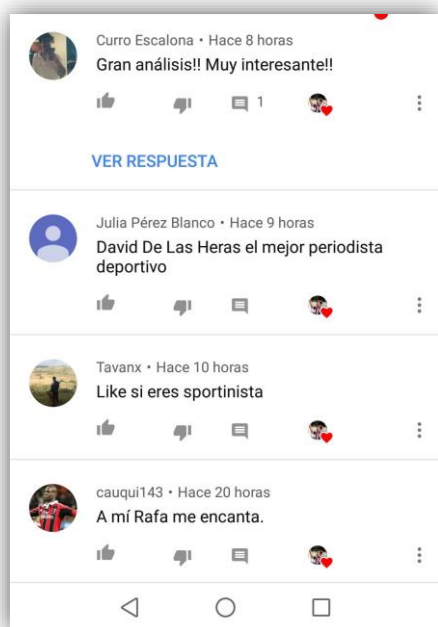 Curro Escalona • Hace 8 horas
Gran análisis!! Muy interesante!!
1
VER RESPUESTA
Julia Pérez Blanco • Hace 9 horas
David De Las Heras el mejor periodista
deportivo
Tavanx • Hace 10 horas
Like si eres sportinista
cauqui143 • Hace 20 horas
A mí Rafa me encanta.